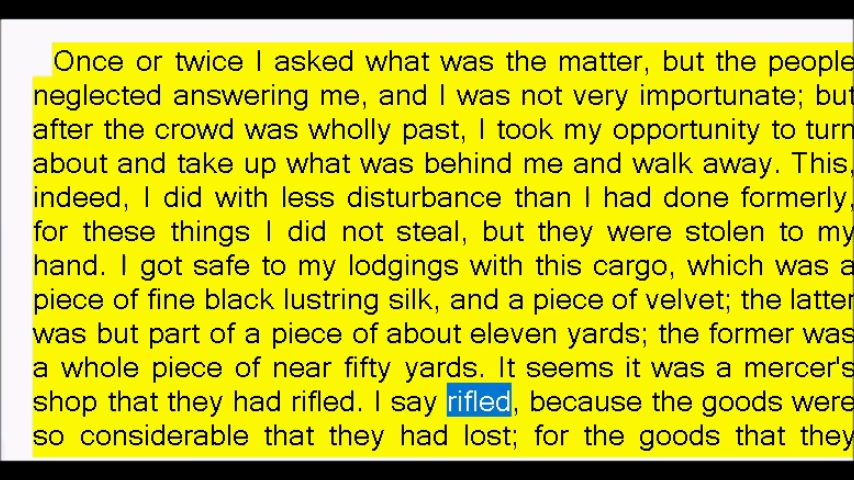 Once or twice I asked what was the matter, but the people
neglected answering me, and I was not very importunate; but
after the crowd was wholly past, I took my opportunity to turn
about and take up what was behind me and walk away. This,
indeed, I did with less disturbance than I had done formerly,
for these things I did not steal, but they were stolen to my
hand. I got safe to my lodgings with this cargo, which was a
piece of fine black lustring silk, and a piece of velvet; the latter
was but part of a piece of about eleven yards; the former was
a whole piece of near fifty yards. It seems it was a mercer's
shop that they had rifled. I say rifled, because the goods were
so considerable that they had lost; for the goods that they